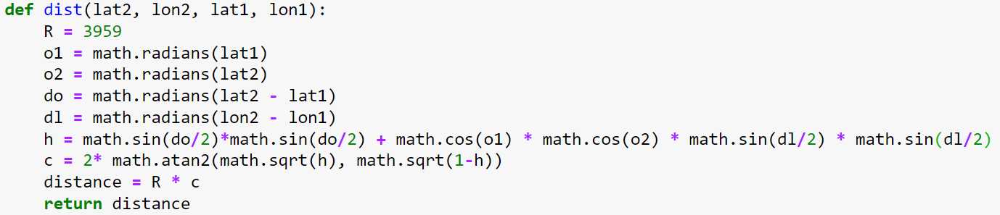 def dist(lat2, lon2, lat1, lon1):
    R = 3959
    o1 = math.radians(lat1)
    o2 = math.radians(lat2)
    do = math.radians(lat2 - lat1)
    dl = math.radians(lon2 - lon1)
    h = math.sin(do/2)*math.sin(do/2) + math.cos(o1) * math.cos(o2) * math.sin(dl/2) * math.sin(dl/2)
    c = 2* math.atan2(math.sqrt(h), math.sqrt(1-h))
    distance = R * c
    return distance